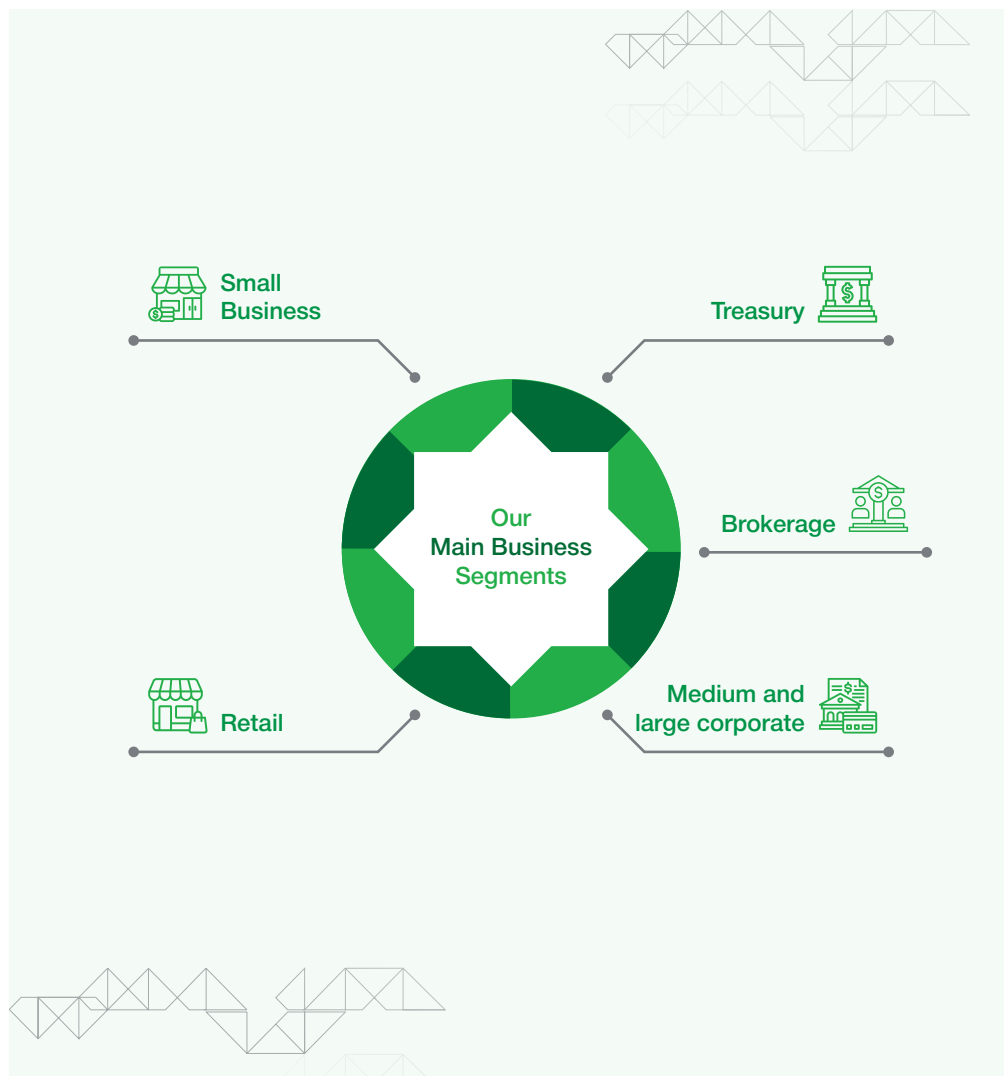 Small
Business
Treasury
Our
Main Business
Segments
Brokerage
Retail
Medium and
large corporate